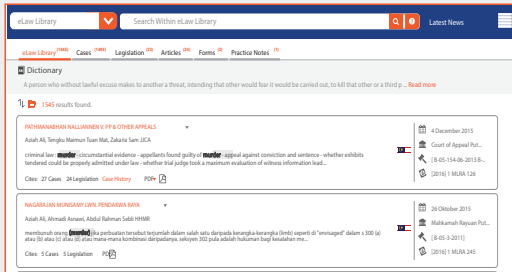 eLaw Library
Search Within eLaw Library
Latest News
eLaw Library (1545) Cases (1495) Legislation (23) Articles (24) Forms (2) Practice Notes (1)
Dictionary
A person who without lawful excuse makes to another a threat, intending that other would fear it would be carried out, to kill that other or a third p ... Read more
1545 results found.
PATHMANABHAN NALLIANNEN V. PP & OTHER APPEALS
Aziah Ali, Tengku Maimun Tuan Mat, Zakaria Sam JJCA
criminal law : murder - circumstantial evidence - appellants found guilty of murder - appeal against conviction and sentence - whether exhibits
tendered could be properly admitted under law - whether trial judge took a maximum evaluation of witness information lead...
Cites: 27 Cases 24 Legislation Case History PDF
4 December 2015
Court of Appeal Put...
[ B-05-154-06-2013 B-..
[2016] 1 MLRA 126
NAGARAJAN MUNISAMY LWN. PENDAKWA RAYA
Aziah Ali, Ahmadi Asnawi, Abdul Rahman Sebli HHMR
membunuh orang (murder) jika perbuatan tersebut terjumlah dalam salah satu daripada kerangka-kerangka (limb) seperti di "envisaged" dalam s 300 (a)
atau (b) atau (c) atau (d) atau mana-mana kombinasi daripadanya. seksyen 302 pula adalah hukuman bagi kesalahan me...
Cites: 5 Cases 5 Legislation PDF
26 Oktober 2015
Mahkamah Rayuan Put...
[B-05-3-2011]
[2016] 1 MLRA 245